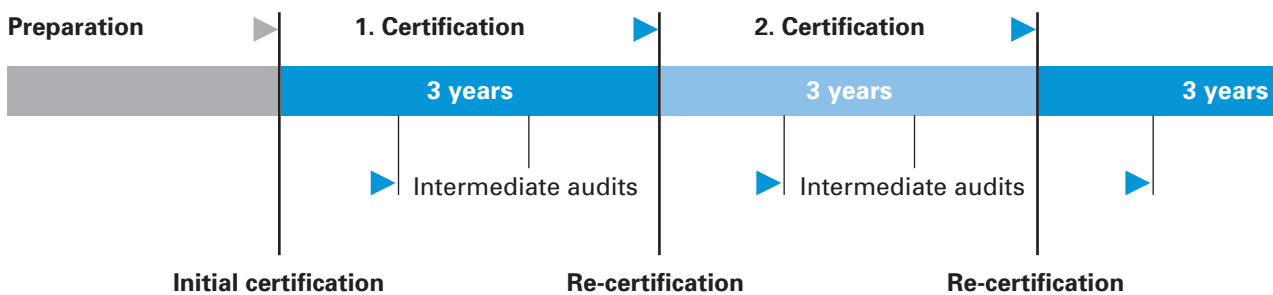 Preparation
1. Certification
2. Certification
3 years
3 years
3 years
Intermediate audits
Intermediate audits
Initial certification
Re-certification
Re-certification